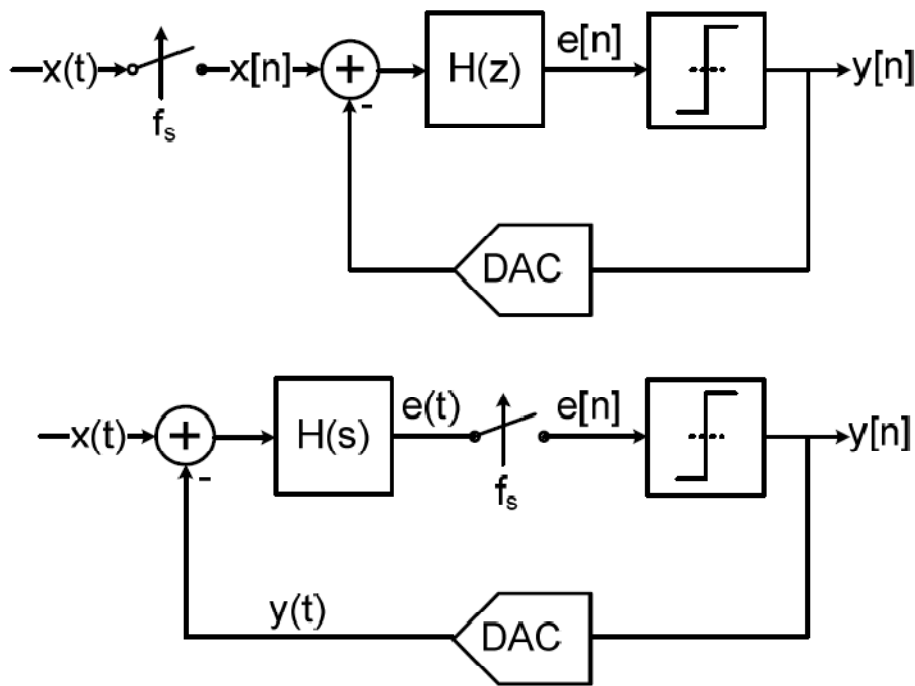 x(t) x[n] + H(z) e[n] y[n]
fs
-
DAC
x(t) + H(s) e(t) e[n] y[n]
fs
-
y(t) DAC